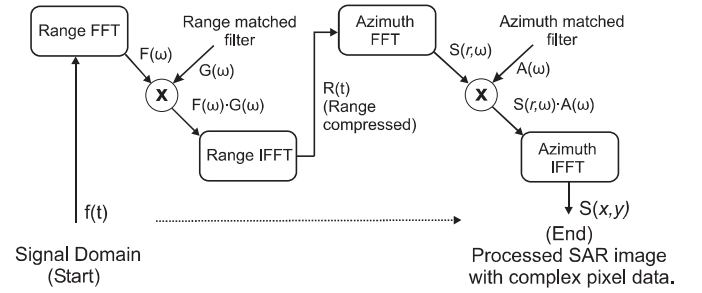 Range FFT
F(ω)
Range matched
filter
G(ω)
X
F(ω)·G(ω)
Range IFFT
R(t)
(Range
compressed)
Azimuth
FFT
S(r,ω)
Azimuth matched
filter
A(ω)
X
S(r,ω)·A(ω)
Azimuth
IFFT
f(t)
Signal Domain
(Start)
S(x,y)
(End)
Processed SAR image
with complex pixel data.